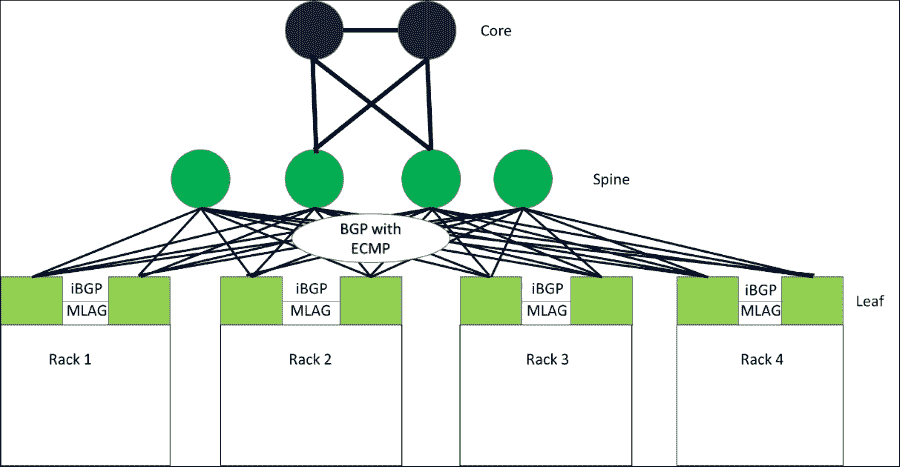 Core
Spine
BGP with
ECMP
iBGP
MLAG
iBGP
MLAG
iBGP
MLAG
iBGP
MLAG
Leaf
Rack 1
Rack 2
Rack 3
Rack 4